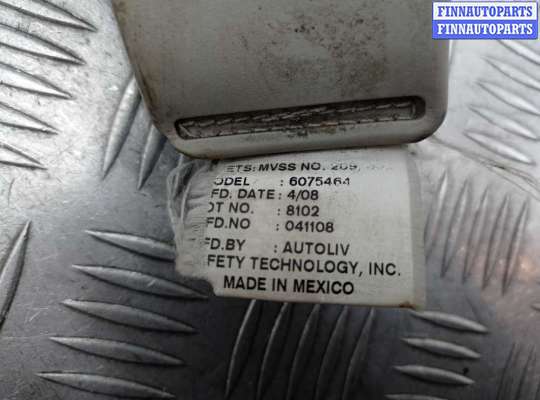 FINNAUTOPARTS
FINNAUTOPARTS
ETS: MVSS NO. 209,
ODEL : 6075464
FD. DATE : 4/08
OT NO. : 8102
FD.NO : 041108
FD.BY : AUTOLIV
FETY TECHNOLOGY, INC.
MADE IN MEXICO